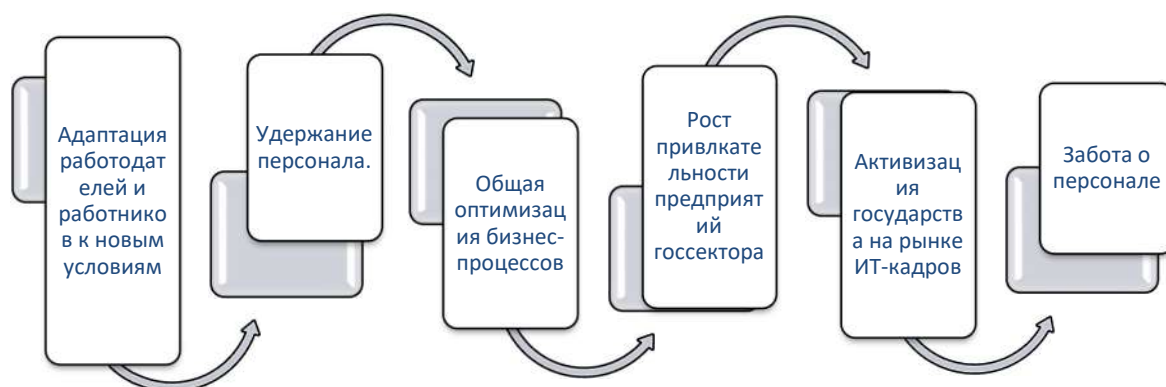 Адаптация
работодат
елей и
работнико
в к новым
условиям
Удержание
персонала.
Общая
оптимизац
ия бизнес-
процессов
Рост
привлкате
льности
предприят
ий
госсектора
Активизац
ия
государств
а на рынке
ИТ-кадров
Забота о
персонале